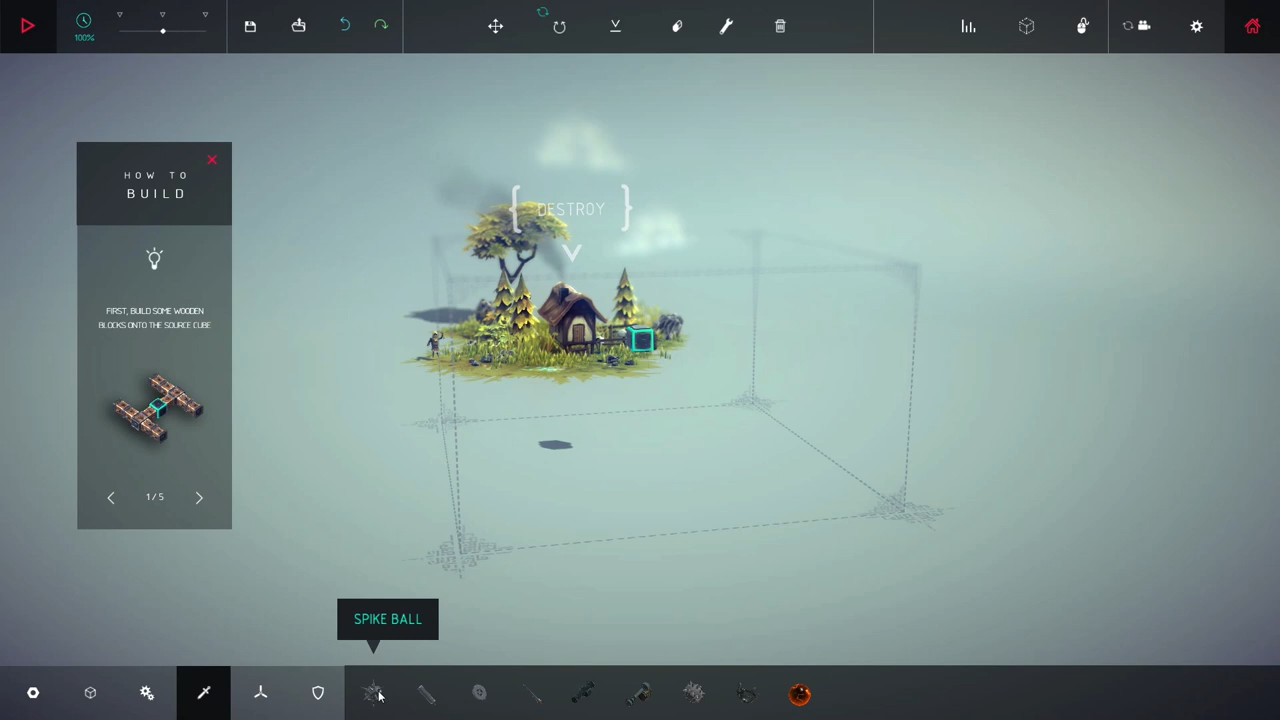 100%
HOW TO
BUILD
FIRST, BUILD SOME WOODEN
BLOCKS ONTO THE SOURCE CUBE
1/5
DESTROY
SPIKE BALL